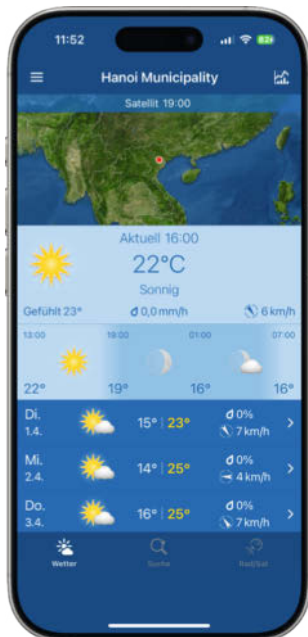 11:52
82
Hanoi Municipality
Satellit 19:00
Aktuell 16:00
22°C
Sonnig
Gefühlt 23° 0,0 mm/h 6 km/h
13:00 19:00 01:00 07:00
22° 19° 16° 16°
Di. 15° | 23° 0%
1.4. 7 km/h
Mi. 14° | 25° 0%
2.4. 4 km/h
Do. 16° | 25° 0%
3.4. 7 km/h
Wetter Suche Rad/Sat